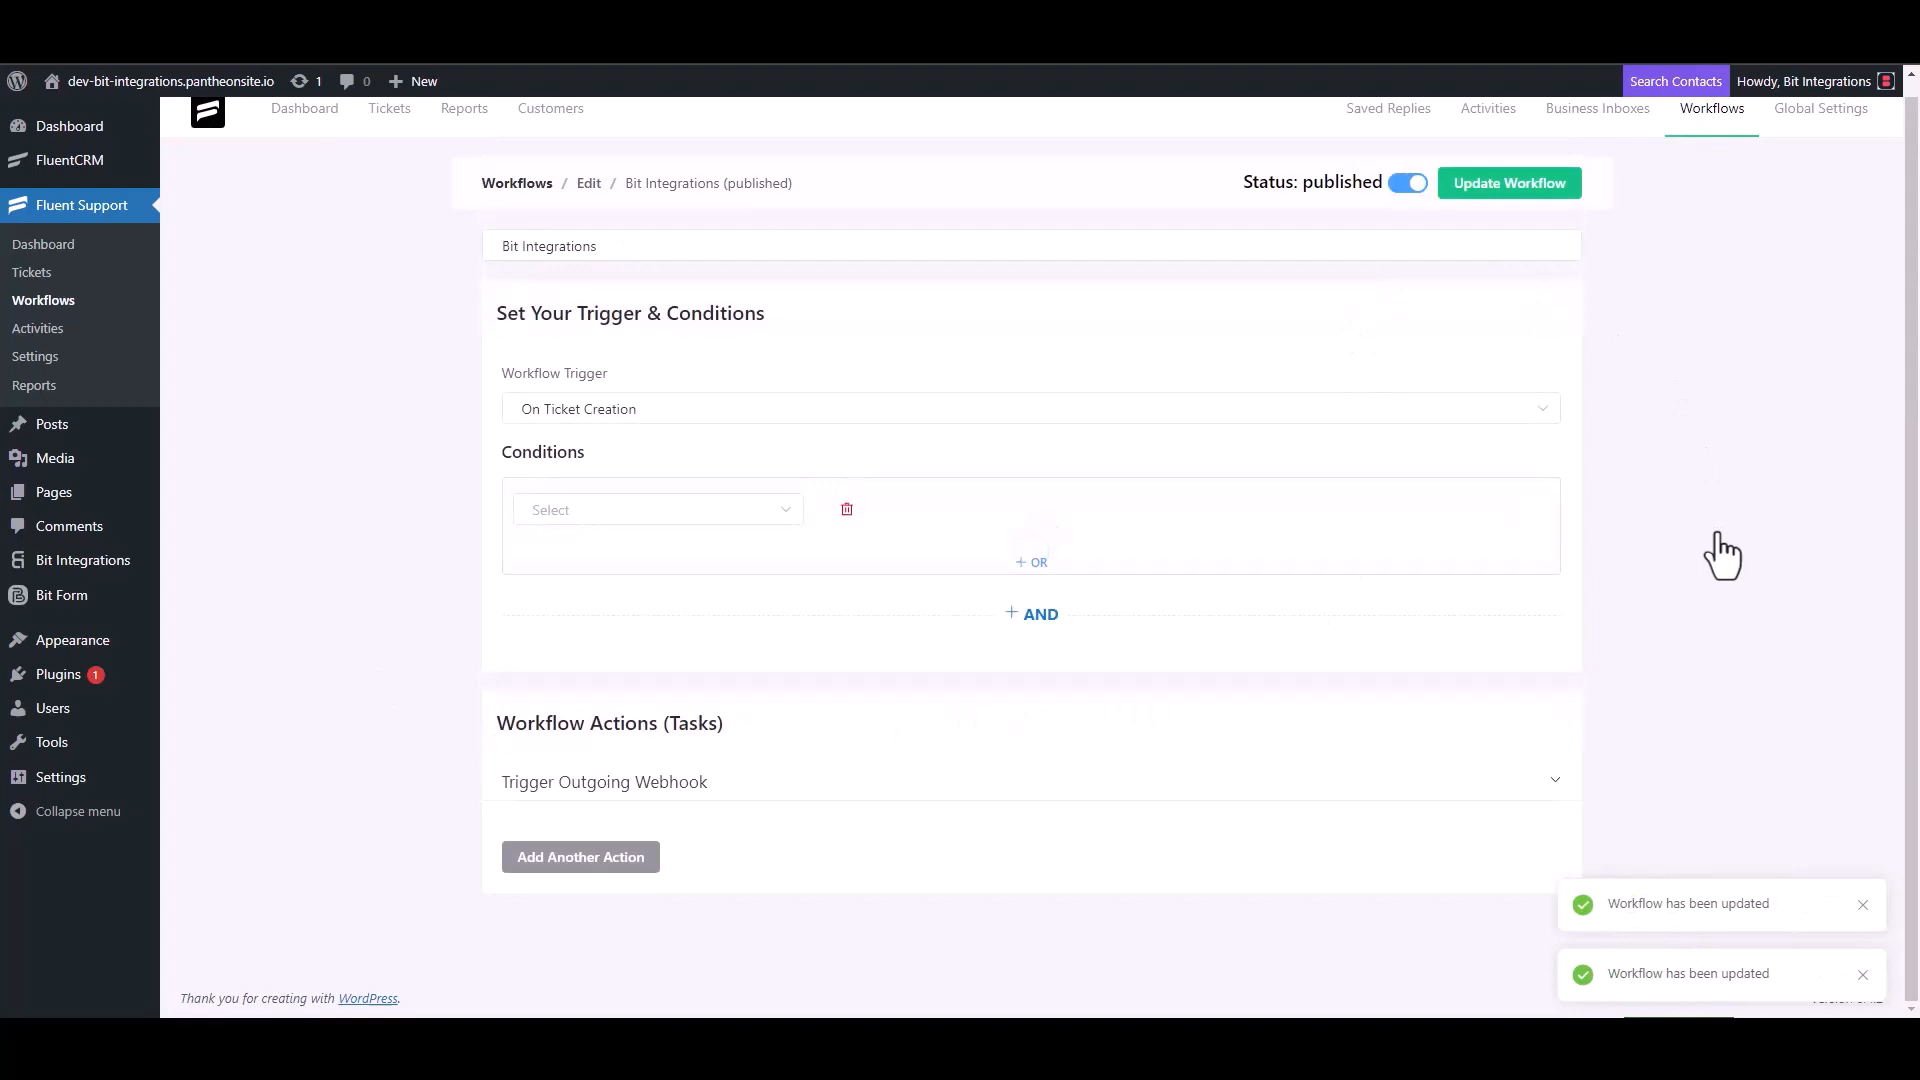 dev-bit-integrations.pantheonsite.io 1 0 New Search Contacts Howdy, Bit Integrations
Dashboard Tickets Reports Customers Saved Replies Activities Business Inboxes Workflows Global Settings
Dashboard
FluentCRM
Fluent Support
Dashboard
Tickets
Workflows
Activities
Settings
Reports
Posts
Media
Pages
Comments
Bit Integrations
Bit Form
Appearance
Plugins 1
Users
Tools
Settings
Collapse menu
Workflows / Edit / Bit Integrations (published) Status: published Update Workflow
Bit Integrations
Set Your Trigger & Conditions
Workflow Trigger
On Ticket Creation
Conditions
Select
+ OR
+ AND
Workflow Actions (Tasks)
Trigger Outgoing Webhook
Add Another Action
Workflow has been updated
Workflow has been updated
Thank you for creating with WordPress.